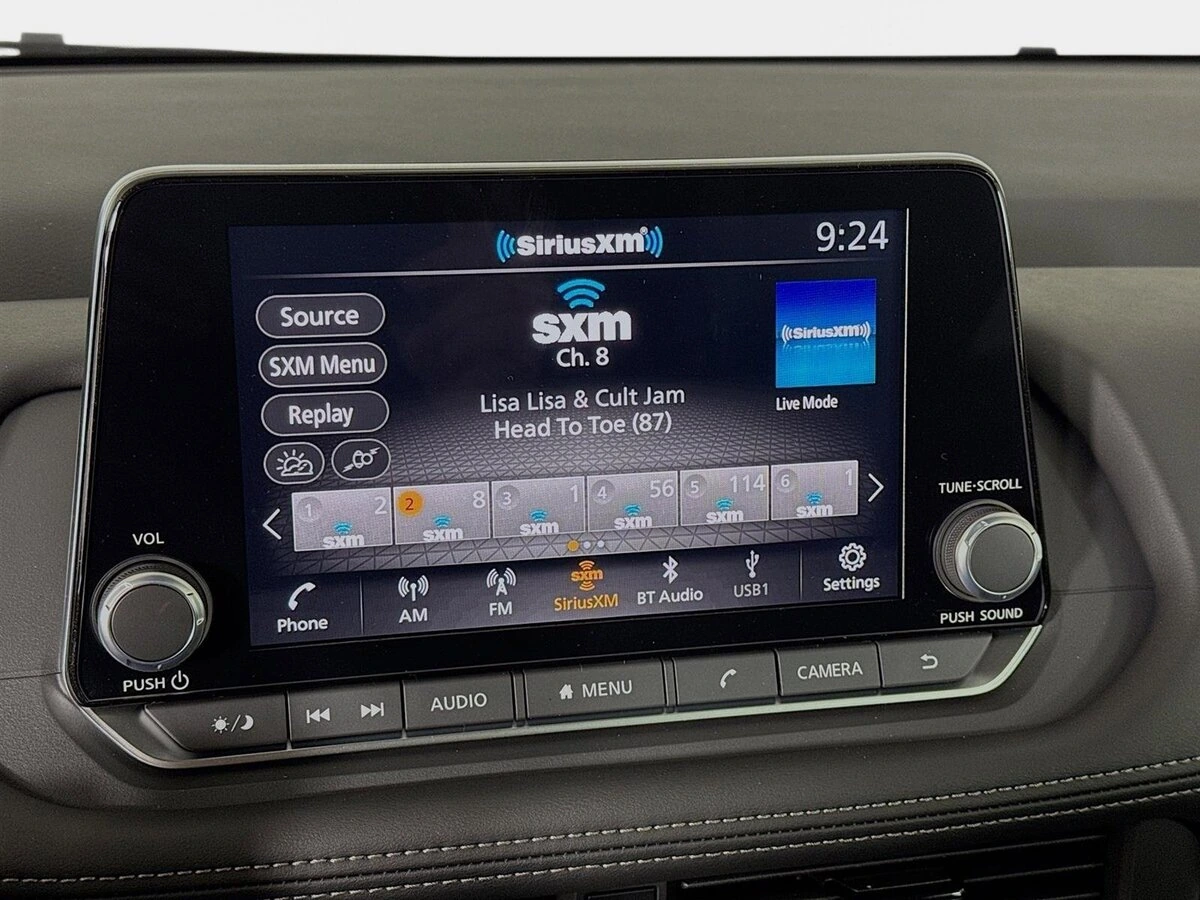 SiriusXM®
9:24
Source
SXM Menu
Replay
sxm
Ch. 8
Lisa Lisa & Cult Jam
Head To Toe (87)
SiriusXM
Live Mode
1 2 sxm
2 8 sxm
3 1 sxm
4 56 sxm
5 114 sxm
6 1 sxm
Phone
AM
FM
sxm
SiriusXM
BT Audio
USB1
Settings
VOL
PUSH
TUNE·SCROLL
PUSH SOUND
AUDIO
MENU
CAMERA